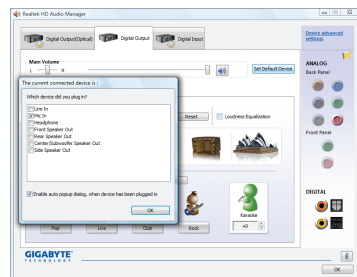 Realtek HD Audio Manager
Digital Output(Optical)
Digital Output
Digital Input
Device advanced
settings
Main Volume
L
R
Set Default Device
ANALOG
Back Panel
The current connected device is :
Which device did you plug in?
Line In
Mic In
Headphone
Front Speaker Out
Rear Speaker Out
Center/Subwoofer Speaker Out
Side Speaker Out
Enable auto popup dialog, when device has been plugged in
OK
Reset
Loudness Equalization
Front Panel
Karaoke
Pop
Live
Club
Rock
+0
DIGITAL
GIGABYTE
TECHNOLOGY
i
OK